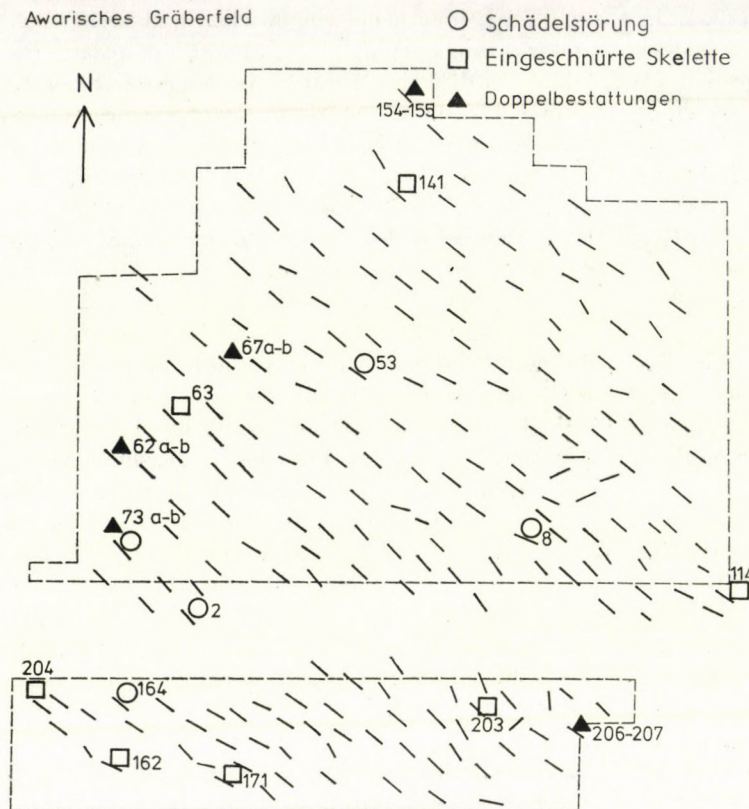 Awarisches Gräberfeld
Schädelstörung
Eingeschnürte Skelette
Doppelbestattungen
N
154-155
141
67a-b
53
63
62 a-b
73 a-b
8
2
114
204
164
203
206-207
162
171